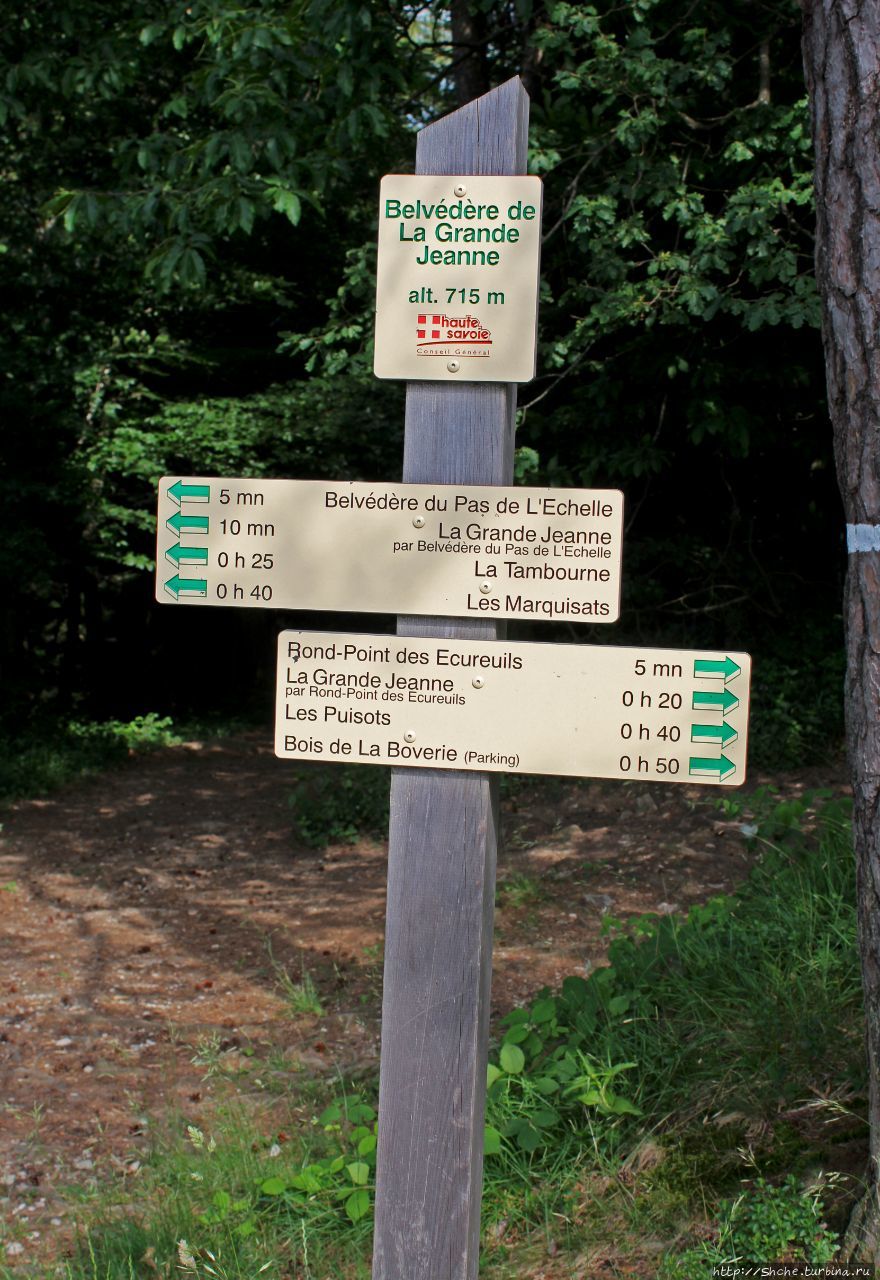 Belvédère de
La Grande
Jeanne
alt. 715 m
haute
savoie
Conseil Général
5 mn Belvédère du Pas de L'Echelle
10 mn La Grande Jeanne
par Belvédère du Pas de L'Echelle
0 h 25 La Tambourne
0 h 40 Les Marquisats
Rond-Point des Ecureuils 5 mn
La Grande Jeanne 0 h 20
par Rond-Point des Ecureuils
Les Puisots 0 h 40
Bois de La Boverie (Parking) 0 h 50
http://Shche.turbina.ru